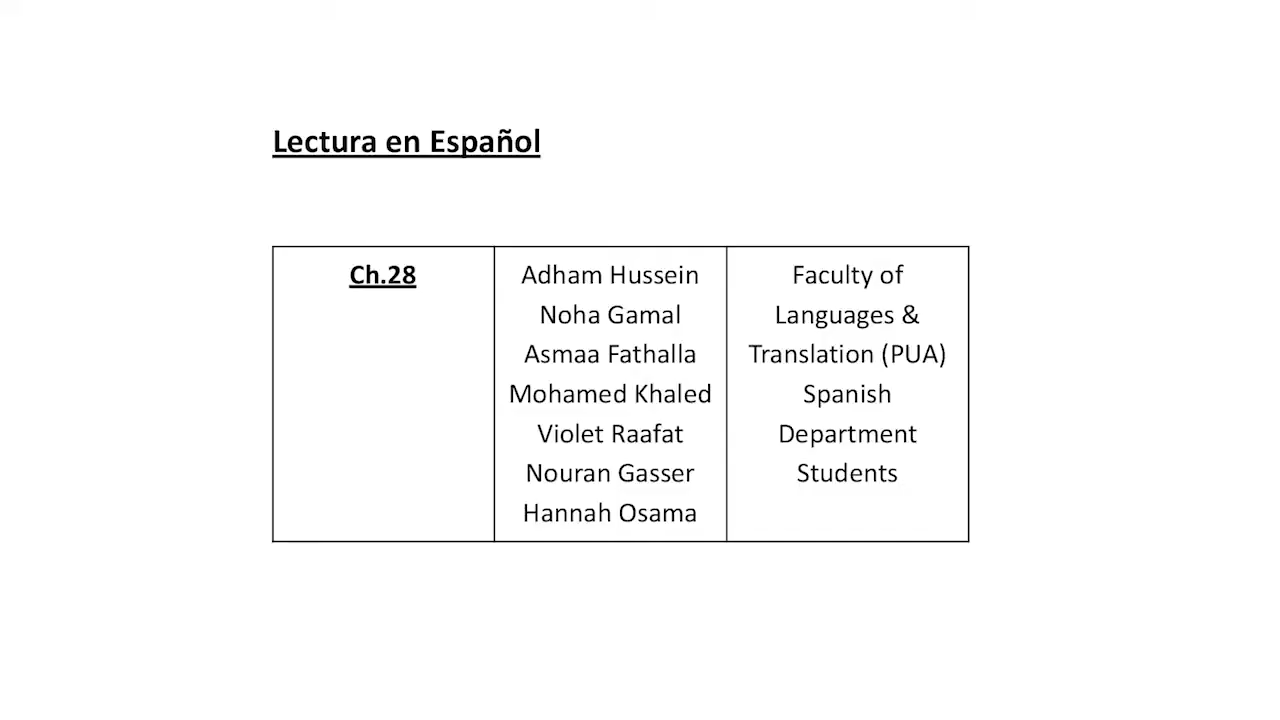 Lectura en Español
Ch.28
Adham Hussein
Noha Gamal
Asmaa Fathalla
Mohamed Khaled
Violet Raafat
Nouran Gasser
Hannah Osama
Faculty of
Languages &
Translation (PUA)
Spanish
Department
Students